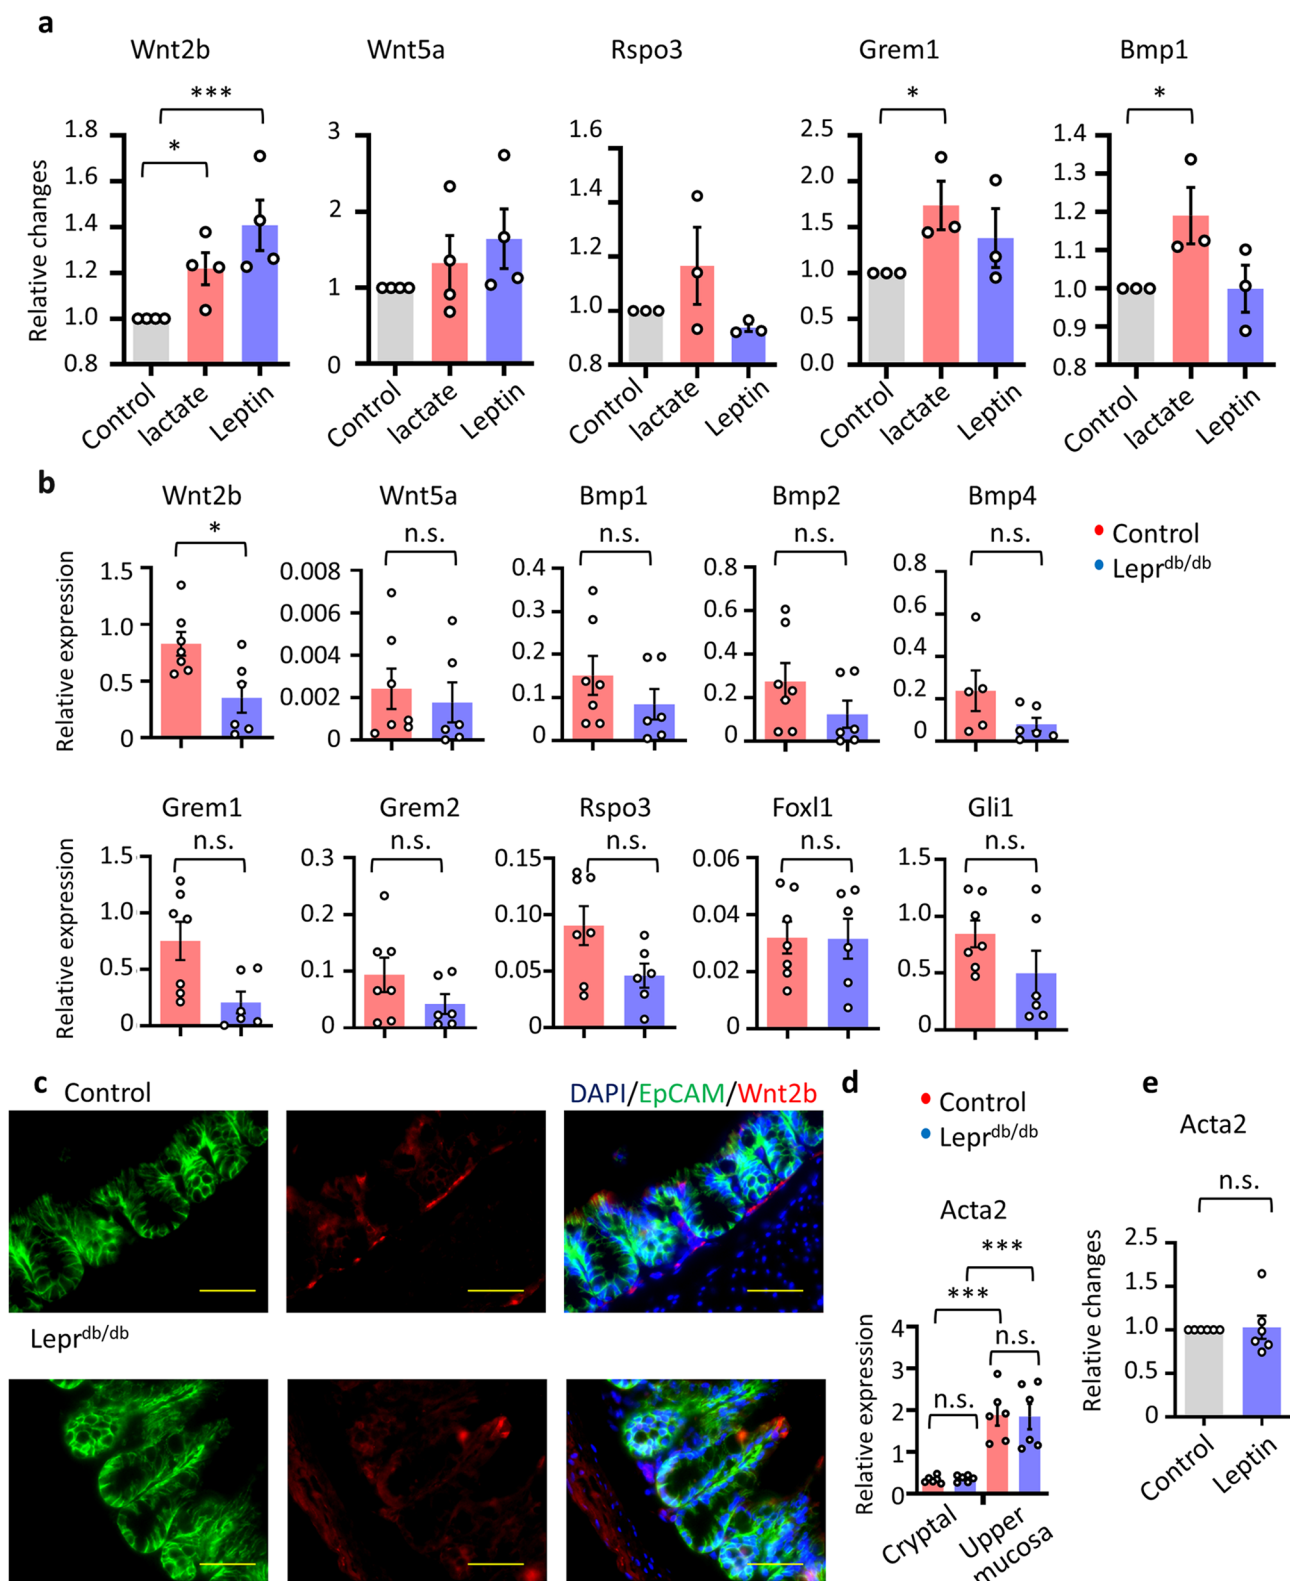 a
Wnt2b Wnt5a Rspo3 Grem1 Bmp1
*** * * *
Relative changes
1.8 1.6 1.4 1.2 1.0 0.8
3 2 1 0
1.6 1.4 1.2 1.0 0.8
2.5 2.0 1.5 1.0 0.5 0.0
1.4 1.3 1.2 1.1 1.0 0.9 0.8
Control lactate Leptin Control lactate Leptin Control lactate Leptin Control lactate Leptin Control lactate Leptin
b
Wnt2b Wnt5a Bmp1 Bmp2 Bmp4
* n.s. n.s. n.s. n.s.
Control
Lepr^db/db
Relative expression
1.5 1.0 0.5 0
0.008 0.006 0.004 0.002 0
0.4 0.3 0.2 0.1 0
0.8 0.6 0.4 0.2 0
0.8 0.6 0.4 0.2 0
Grem1 Grem2 Rspo3 Foxl1 Gli1
n.s. n.s. n.s. n.s. n.s.
Relative expression
1.5 1.0 0.5 0
0.3 0.2 0.1 0
0.15 0.10 0.05 0
0.06 0.04 0.02 0
1.5 1.0 0.5 0
c
Control
DAPI/EpCAM/Wnt2b
Lepr^db/db
d
Control
Lepr^db/db
Acta2
***
***
n.s.
n.s.
Relative expression
4 3 2 1 0
Cryptal Upper mucosa
e
Acta2
n.s.
Relative changes
2.5 1.5 1.0 0.5 0
Control Leptin